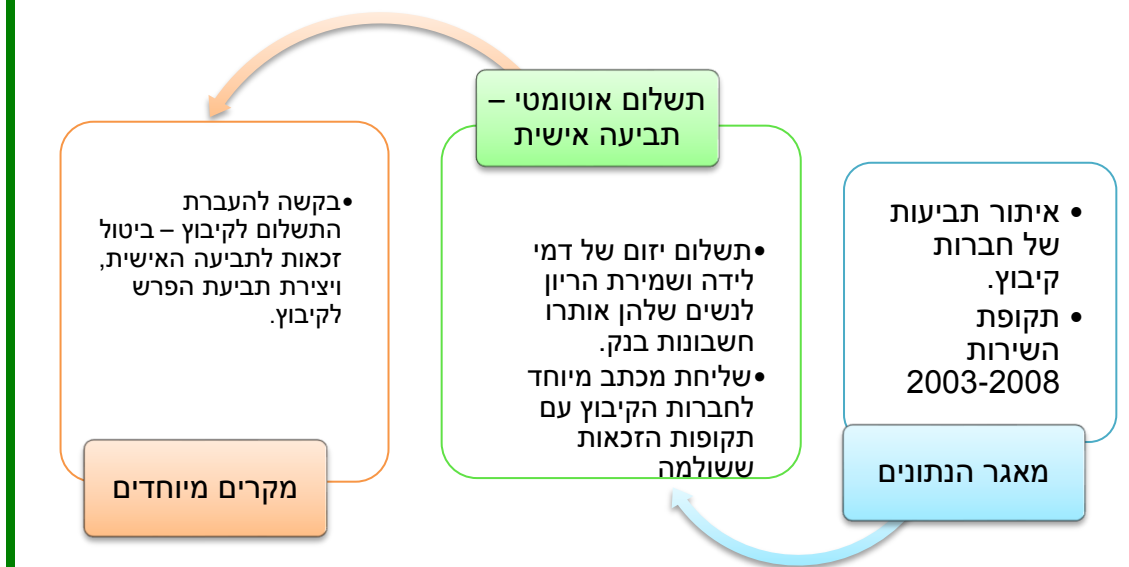 • איתור תביעות
של חברות
קיבוץ.
• תקופת
השירות
2003-2008
מאגר הנתונים
תשלום אוטומטי –
תביעה אישית
•תשלום יזום של דמי
לידה ושמירת הריון
לנשים שלהן אותרו
חשבונות בנק.
•שליחת מכתב מיוחד
לחברות הקיבוץ עם
תקופות הזכאות
ששולמה
•בקשה להעברת
התשלום לקיבוץ – ביטול
זכאות לתביעה האישית,
ויצירת תביעת הפרש
לקיבוץ.
מקרים מיוחדים